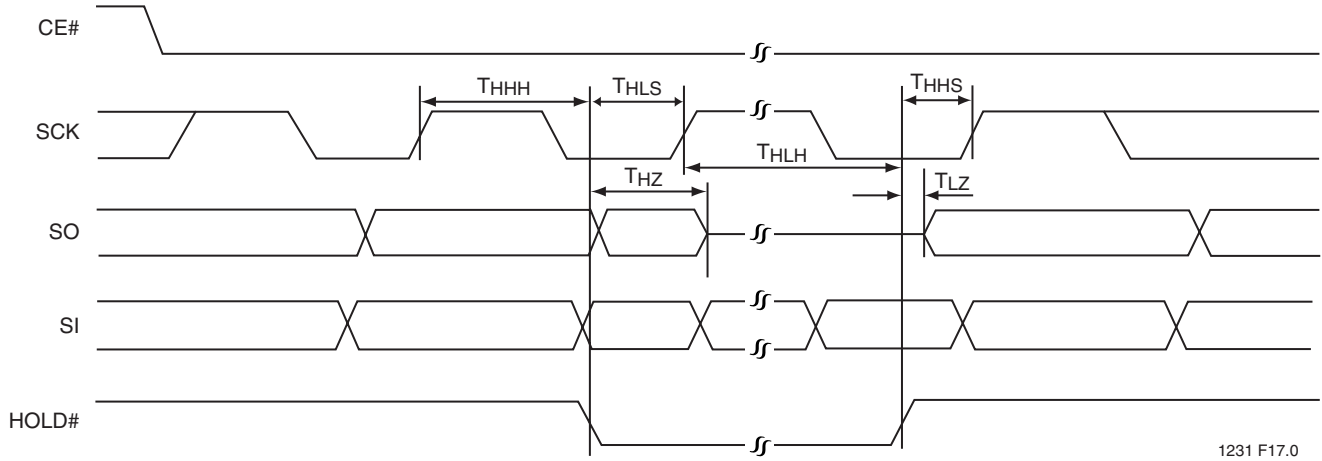 CE#
THHH THLS THHS
SCK
THLH
THZ TLZ
SO
SI
HOLD#
1231 F17.0